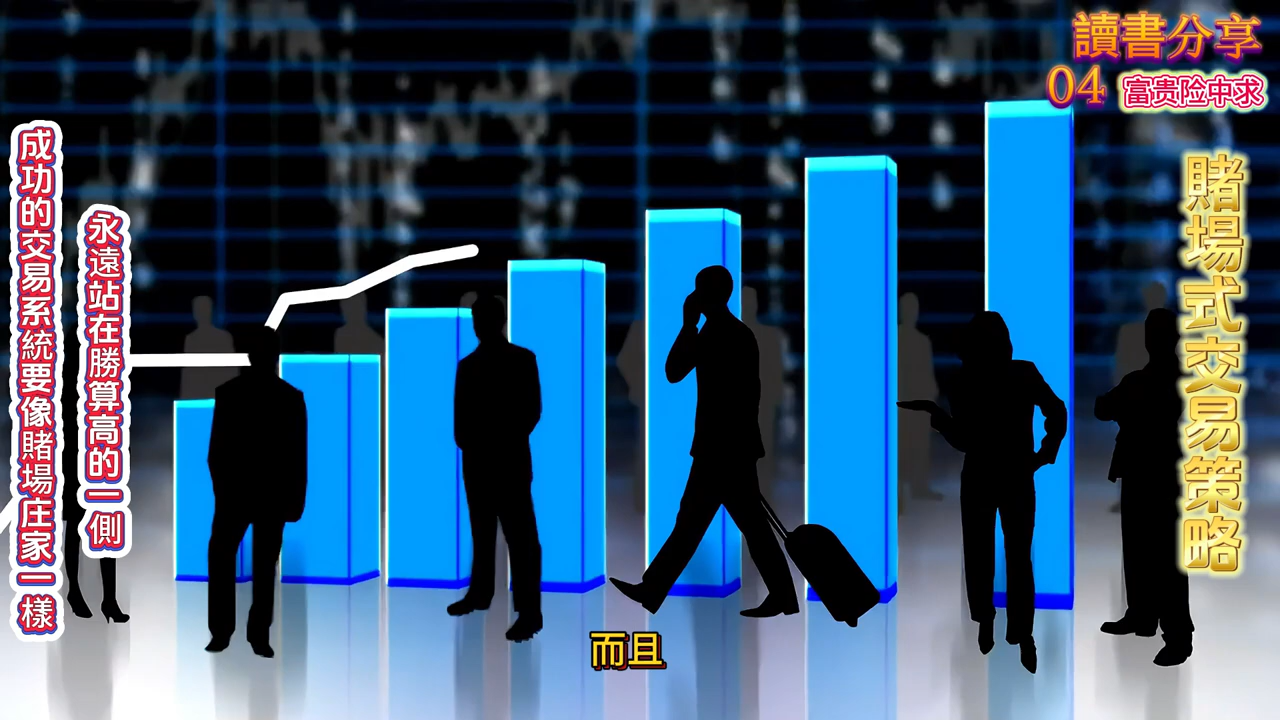 讀書分享
04 富贵险中求
賭場式交易策略
成功的交易系統要像賭場庄家一樣
永遠站在勝算高的一側
而且